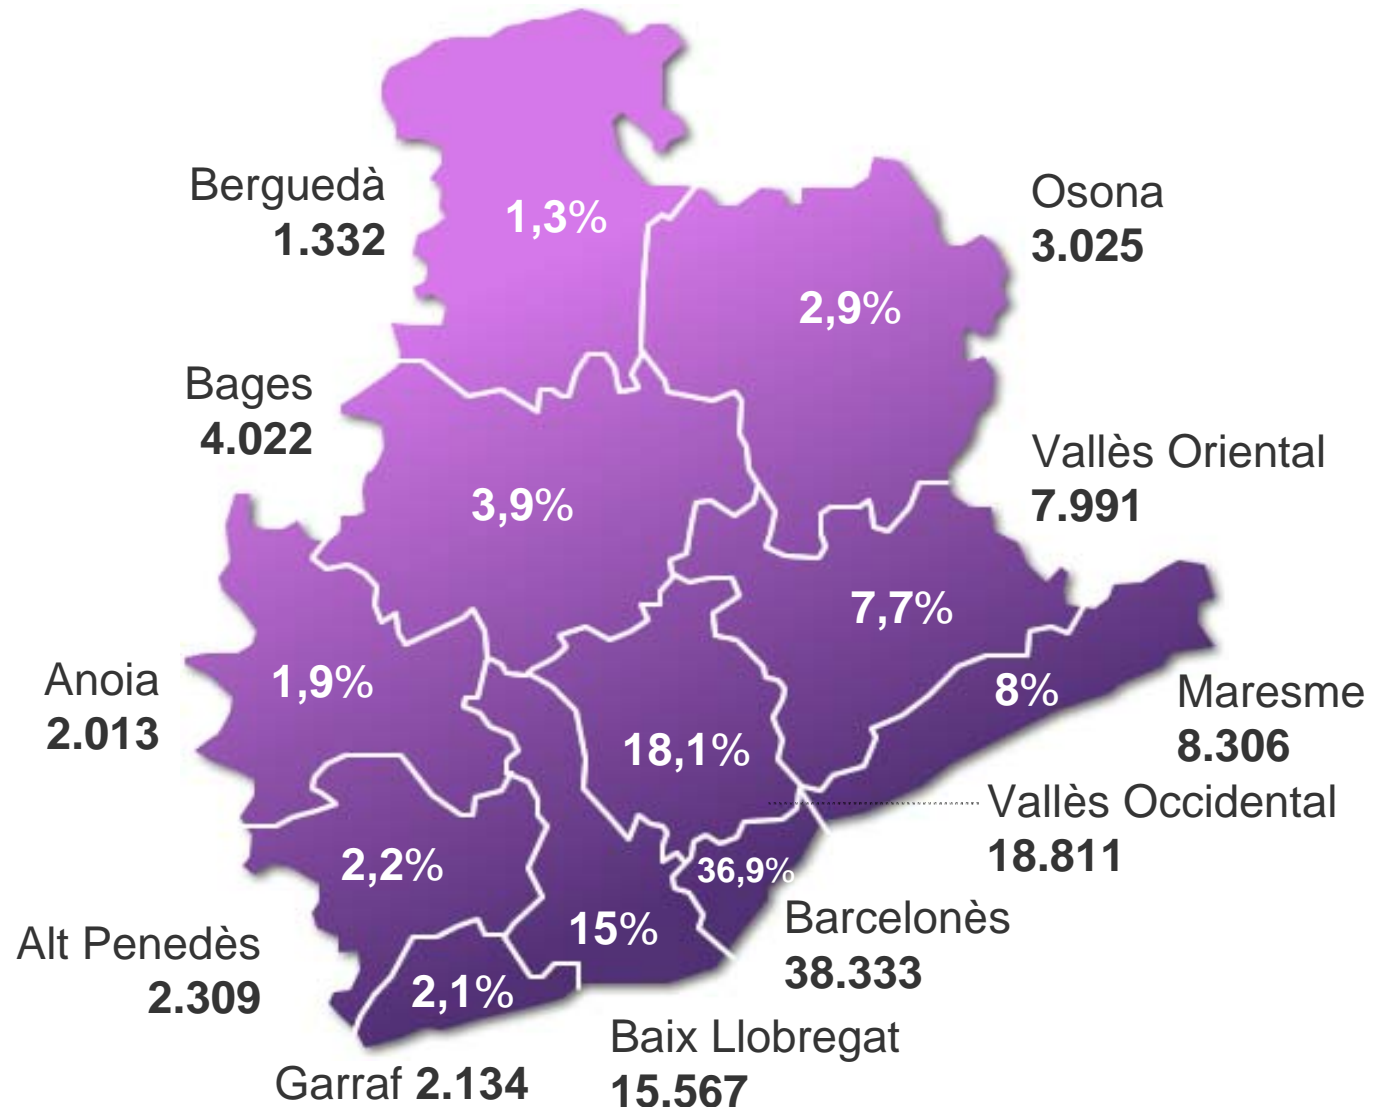 Berguedà
1.332
1,3%
Osona
3.025
2,9%
Bages
4.022
3,9%
Vallès Oriental
7.991
7,7%
Anoia
2.013
1,9%
8%
Maresme
8.306
18,1%
Vallès Occidental
18.811
2,2%
36,9%
Alt Penedès
2.309
15%
Barcelonès
38.333
2,1%
Garraf 2.134
Baix Llobregat
15.567